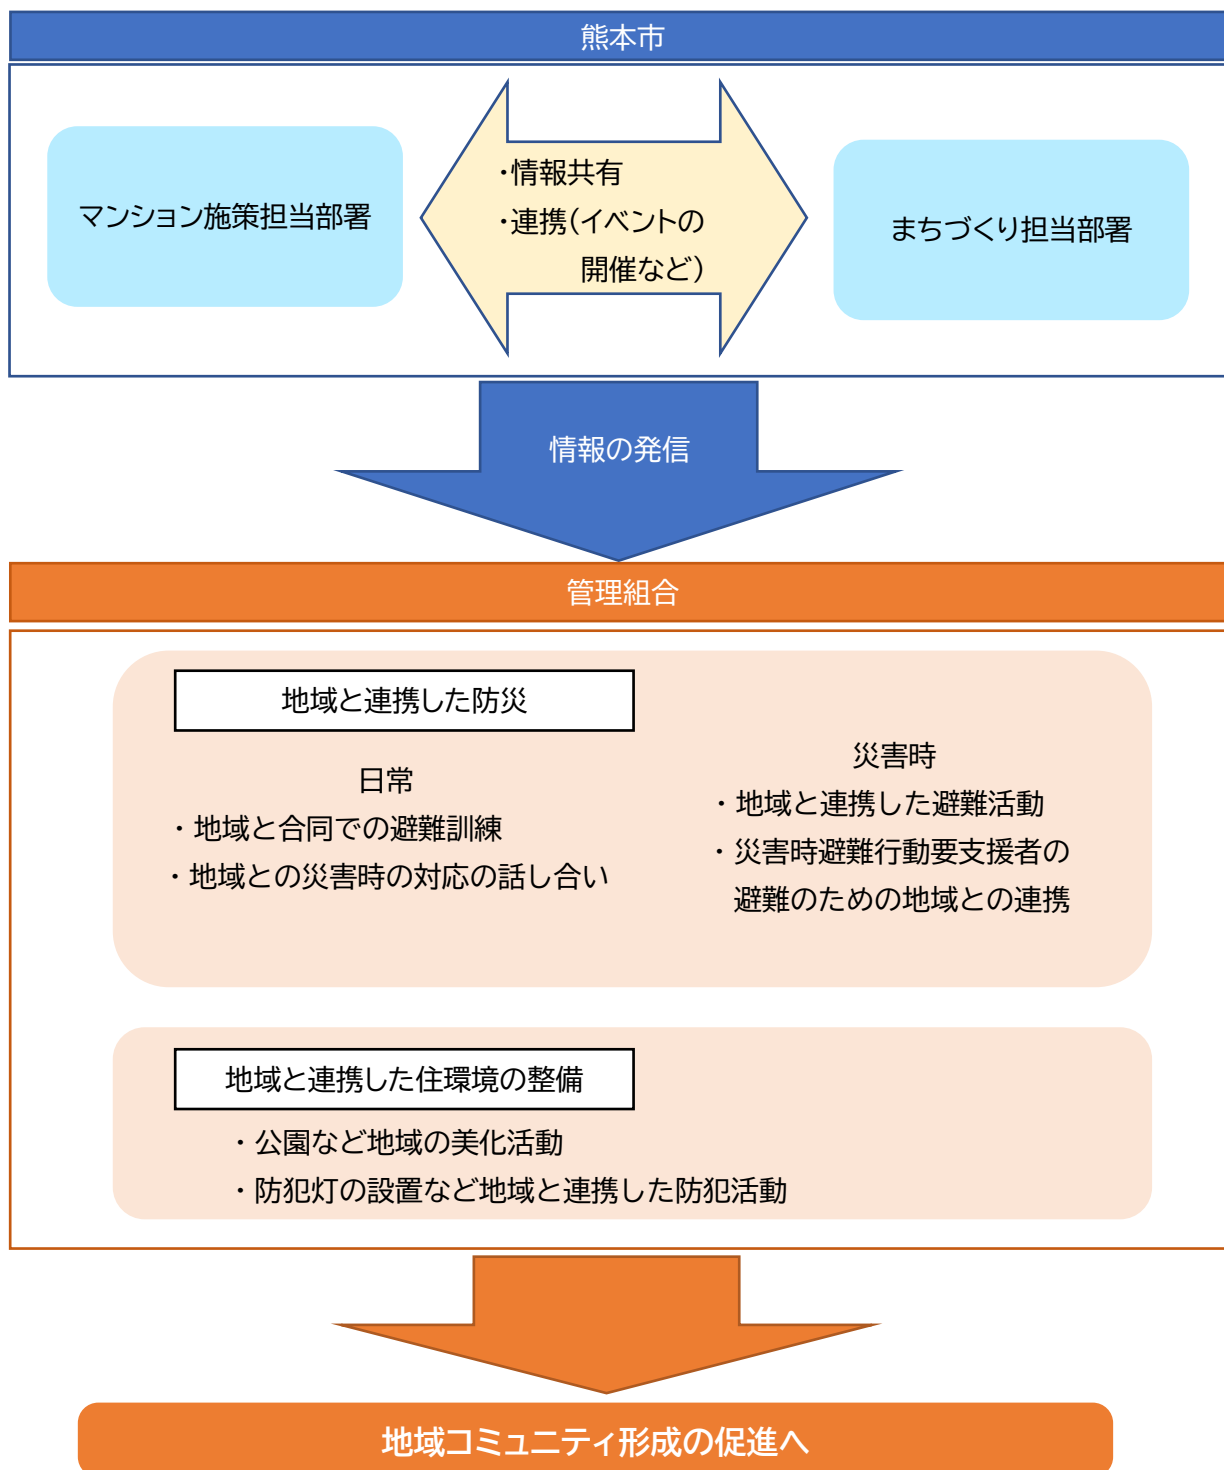 熊本市
マンション施策担当部署
・情報共有
・連携(イベントの
開催など)
まちづくり担当部署
情報の発信
管理組合
地域と連携した防災
日常
・地域と合同での避難訓練
・地域との災害時の対応の話し合い
災害時
・地域と連携した避難活動
・災害時避難行動要支援者の
避難のための地域との連携
地域と連携した住環境の整備
・公園など地域の美化活動
・防犯灯の設置など地域と連携した防犯活動
地域コミュニティ形成の促進へ